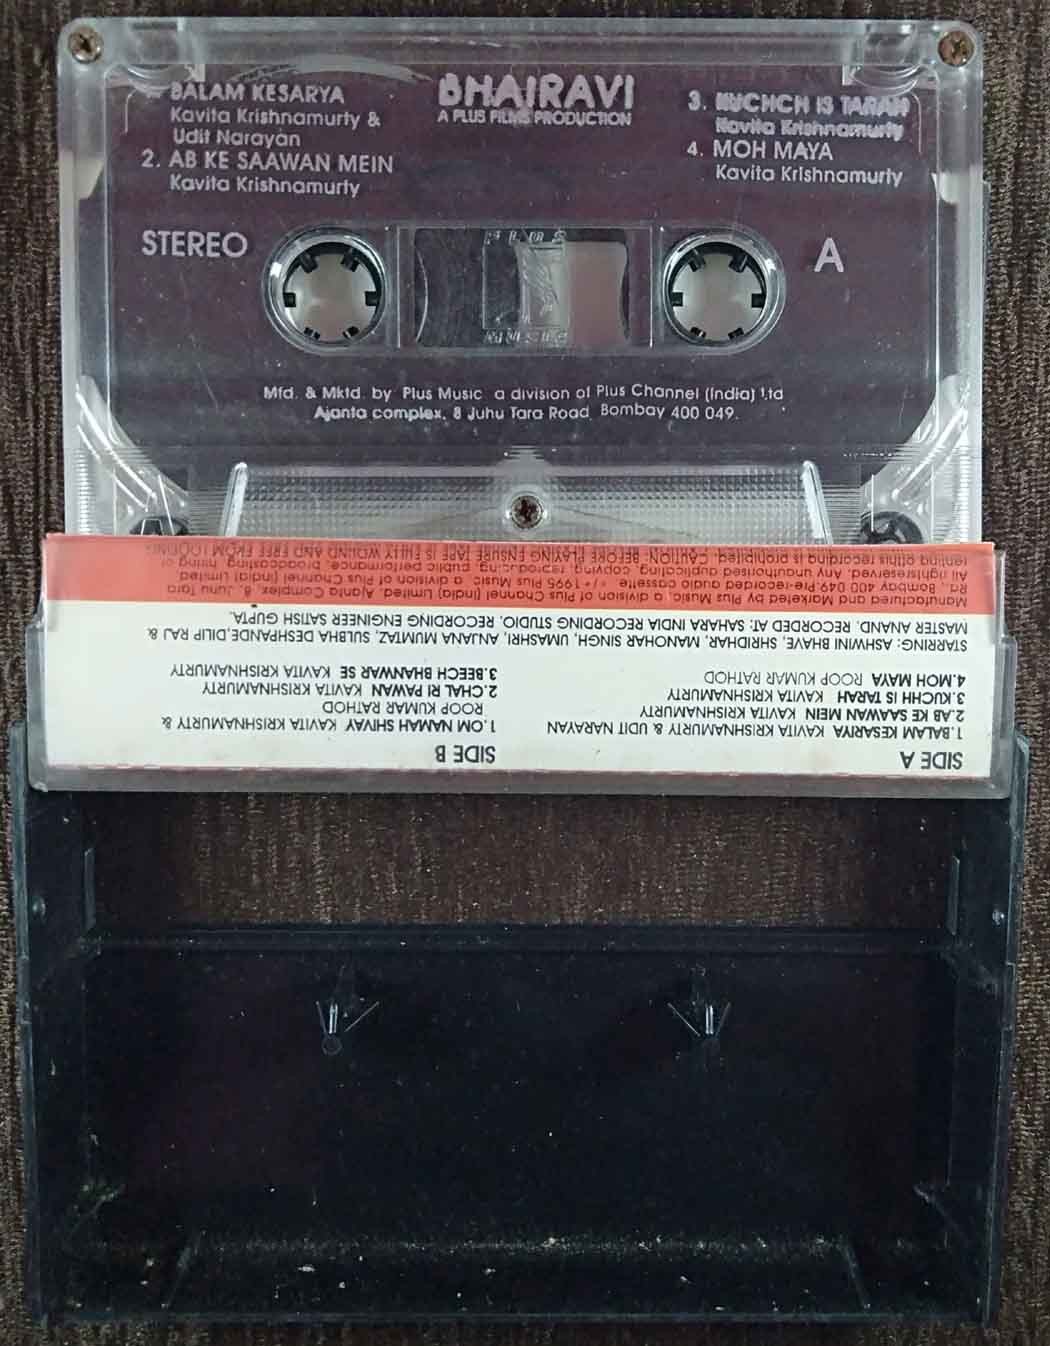 BHAIRAVI
A PLUS FILMS PRODUCTION
BALAM KESARYA
Kavita Krishnamurty &
Udit Narayan
2. AB KE SAAWAN MEIN
Kavita Krishnamurty
3. KUCHCH IS TARAH
Kavita Krishnamurty
4. MOH MAYA
Kavita Krishnamurty
STEREO
A
PLUS
MUSIC
Mfd. & Mktd. by Plus Music a division of Plus Channel (India) Ltd
Ajanta complex, 8 Juhu Tara Road, Bombay 400 049.
SIDE A
1.BALAM KESARIYA KAVITA KRISHNAMURTY & UDIT NARAYAN
2.AB KE SAAWAN MEIN KAVITA KRISHNAMURTY
3.KUCHH IS TARAH KAVITA KRISHNAMURTY
4.MOH MAYA ROOP KUMAR RATHOD
SIDE B
1.OM NAMAH SHIVAY KAVITA KRISHNAMURTY &
ROOP KUMAR RATHOD
2.CHAL RI PAWAN KAVITA KRISHNAMURTY
3.BEECH BHANWAR SE KAVITA KRISHNAMURTY
STARRING: ASHWINI BHAVE, SHRIDHAR, MANOHAR SINGH, UMASHRI, ANJANA MUMTAZ, SULBHA DESHPANDE,DILIP RAJ &
MASTER ANAND. RECORDED AT: SAHARA INDIA RECORDING STUDIO. RECORDING ENGINEER SATISH GUPTA.
Manufactured and Marketed by Plus Music, a division of Plus Channel (India) Limited, Ajanta Complex, 8, Juhu Tara
Rd., Bombay 400 049 Pre-recorded audio cassette. 1995 Plus Music a division of Plus Channel (India) Limited.
All rightsreserved. Any unauthorised duplicating, copying, reproducing, public performance, broadcasting, hiring or
renting ofthis recording is prohibited. CAUTION: BEFORE PLAYING ENSURE TAPE IS FULLY WOUND AND FREE FROM LOOPING